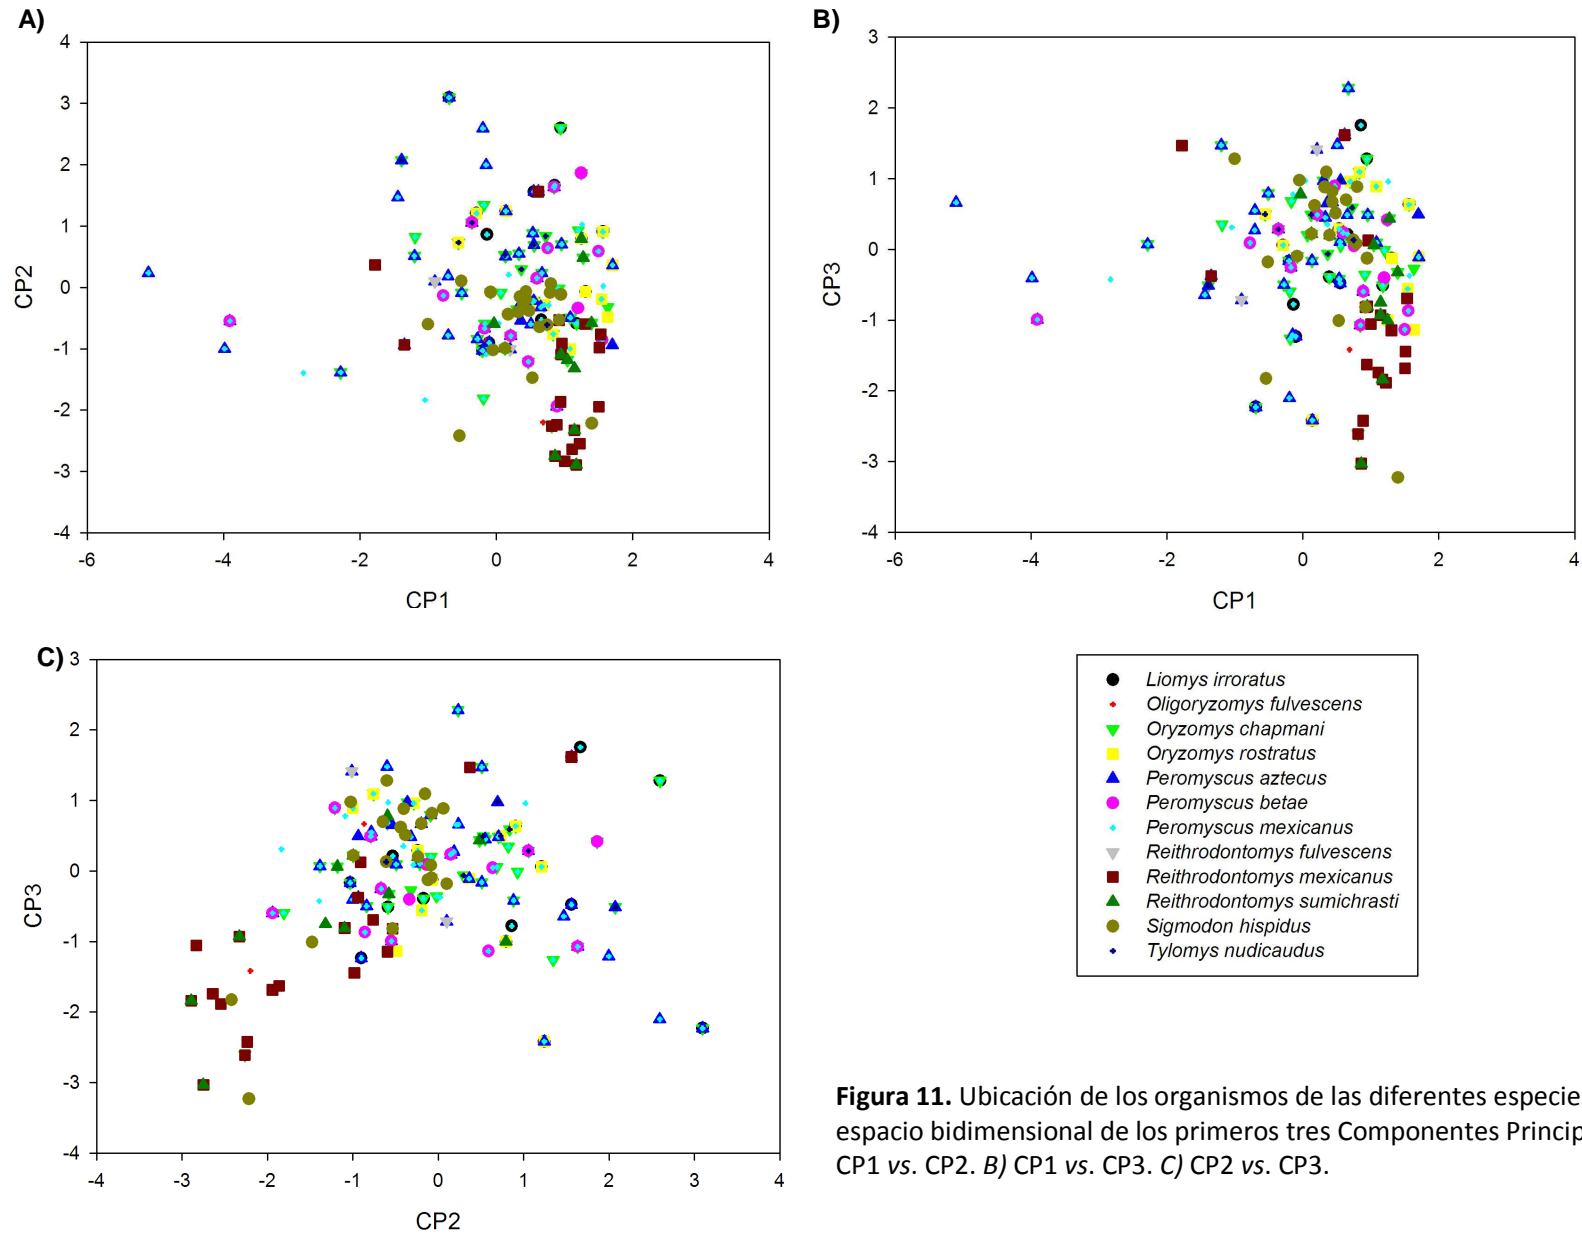 A)
4
3
2
1
0
-1
-2
-3
-4
CP2
-6
-4
-2
0
2
4
CP1
B)
3
2
1
0
-1
-2
-3
-4
CP3
-6
-4
-2
0
2
4
CP1
C)
3
2
1
0
-1
-2
-3
-4
CP3
-4
-3
-2
-1
0
1
2
3
4
CP2
Liomys irroratus
Oligoryzomys fulvescens
Oryzomys chapmani
Oryzomys rostratus
Peromyscus aztecus
Peromyscus betae
Peromyscus mexicanus
Reithrodontomys fulvescens
Reithrodontomys mexicanus
Reithrodontomys sumichrasti
Sigmodon hispidus
Tylomys nudicaudus
Figura 11. Ubicación de los organismos de las diferentes especie
espacio bidimensional de los primeros tres Componentes Princip
CP1 vs. CP2. B) CP1 vs. CP3. C) CP2 vs. CP3.